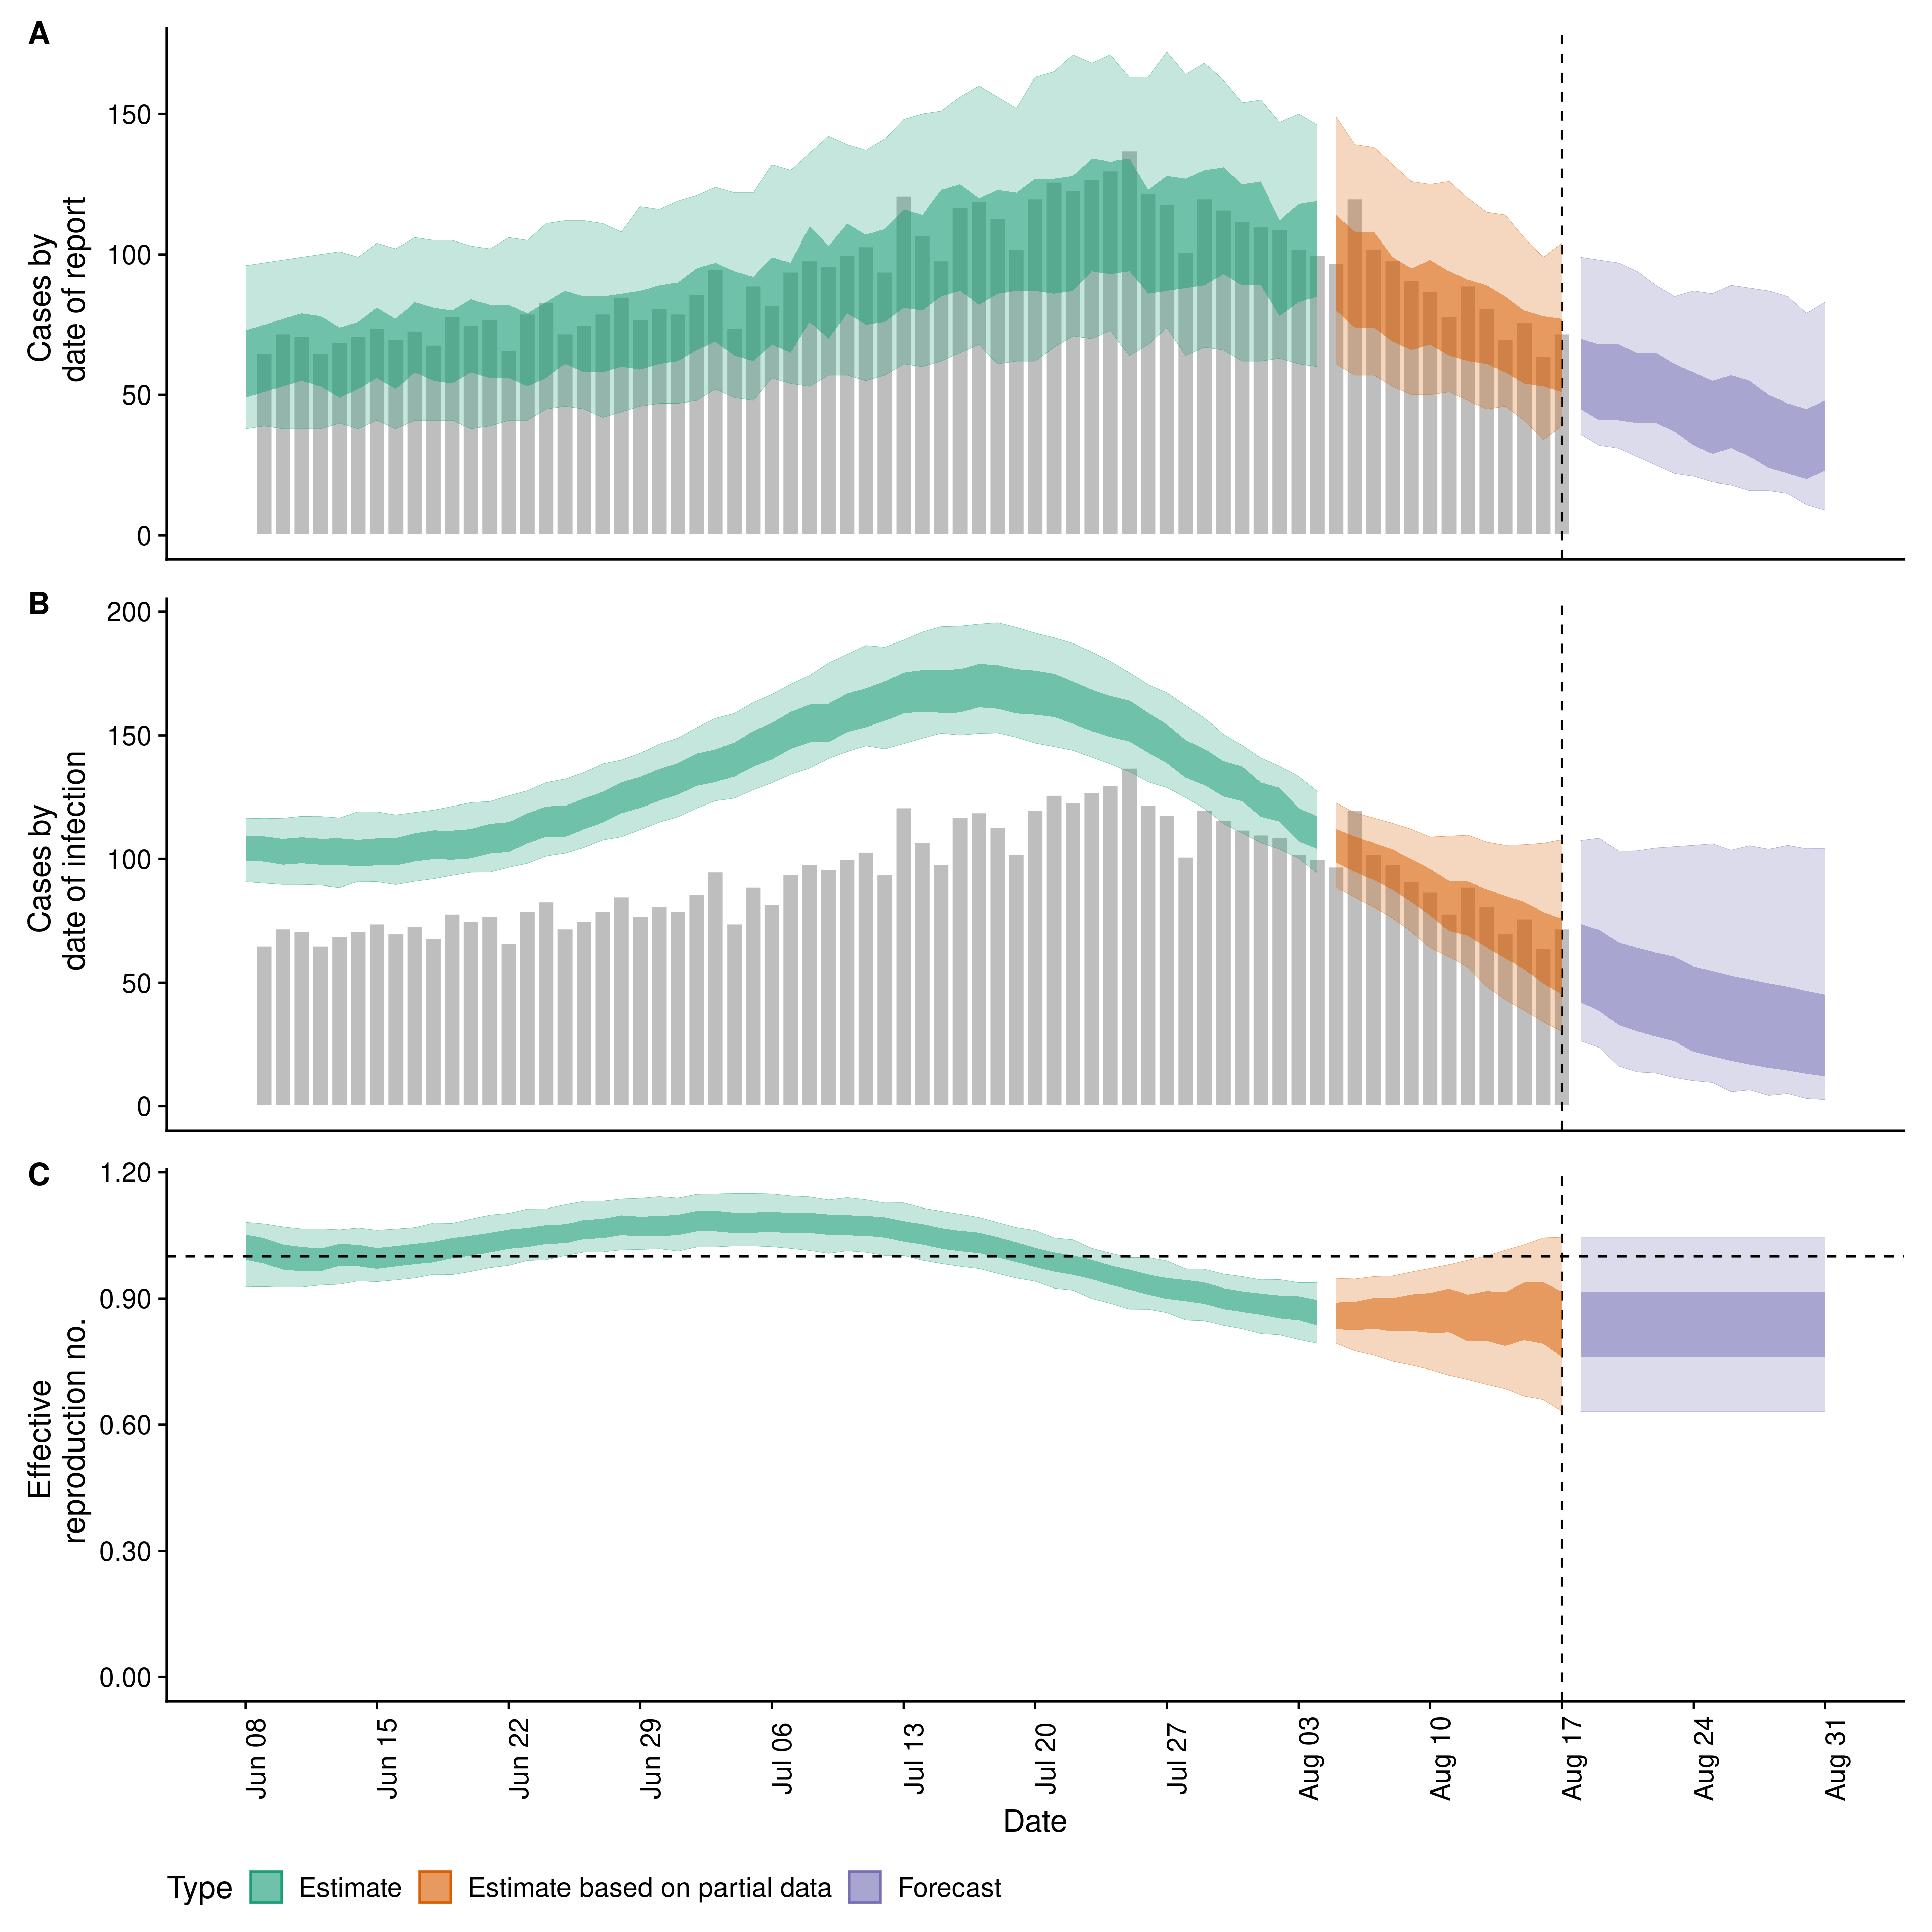 A
150
100
50
0
Cases by
date of report
B
200
150
100
50
0
Cases by
date of infection
C
1.20
0.90
0.60
0.30
0.00
Effective
reproduction no.
Jun 08
Jun 15
Jun 22
Jun 29
Jul 06
Jul 13
Jul 20
Jul 27
Aug 03
Aug 10
Aug 17
Aug 24
Aug 31
Date
Type Estimate Estimate based on partial data Forecast